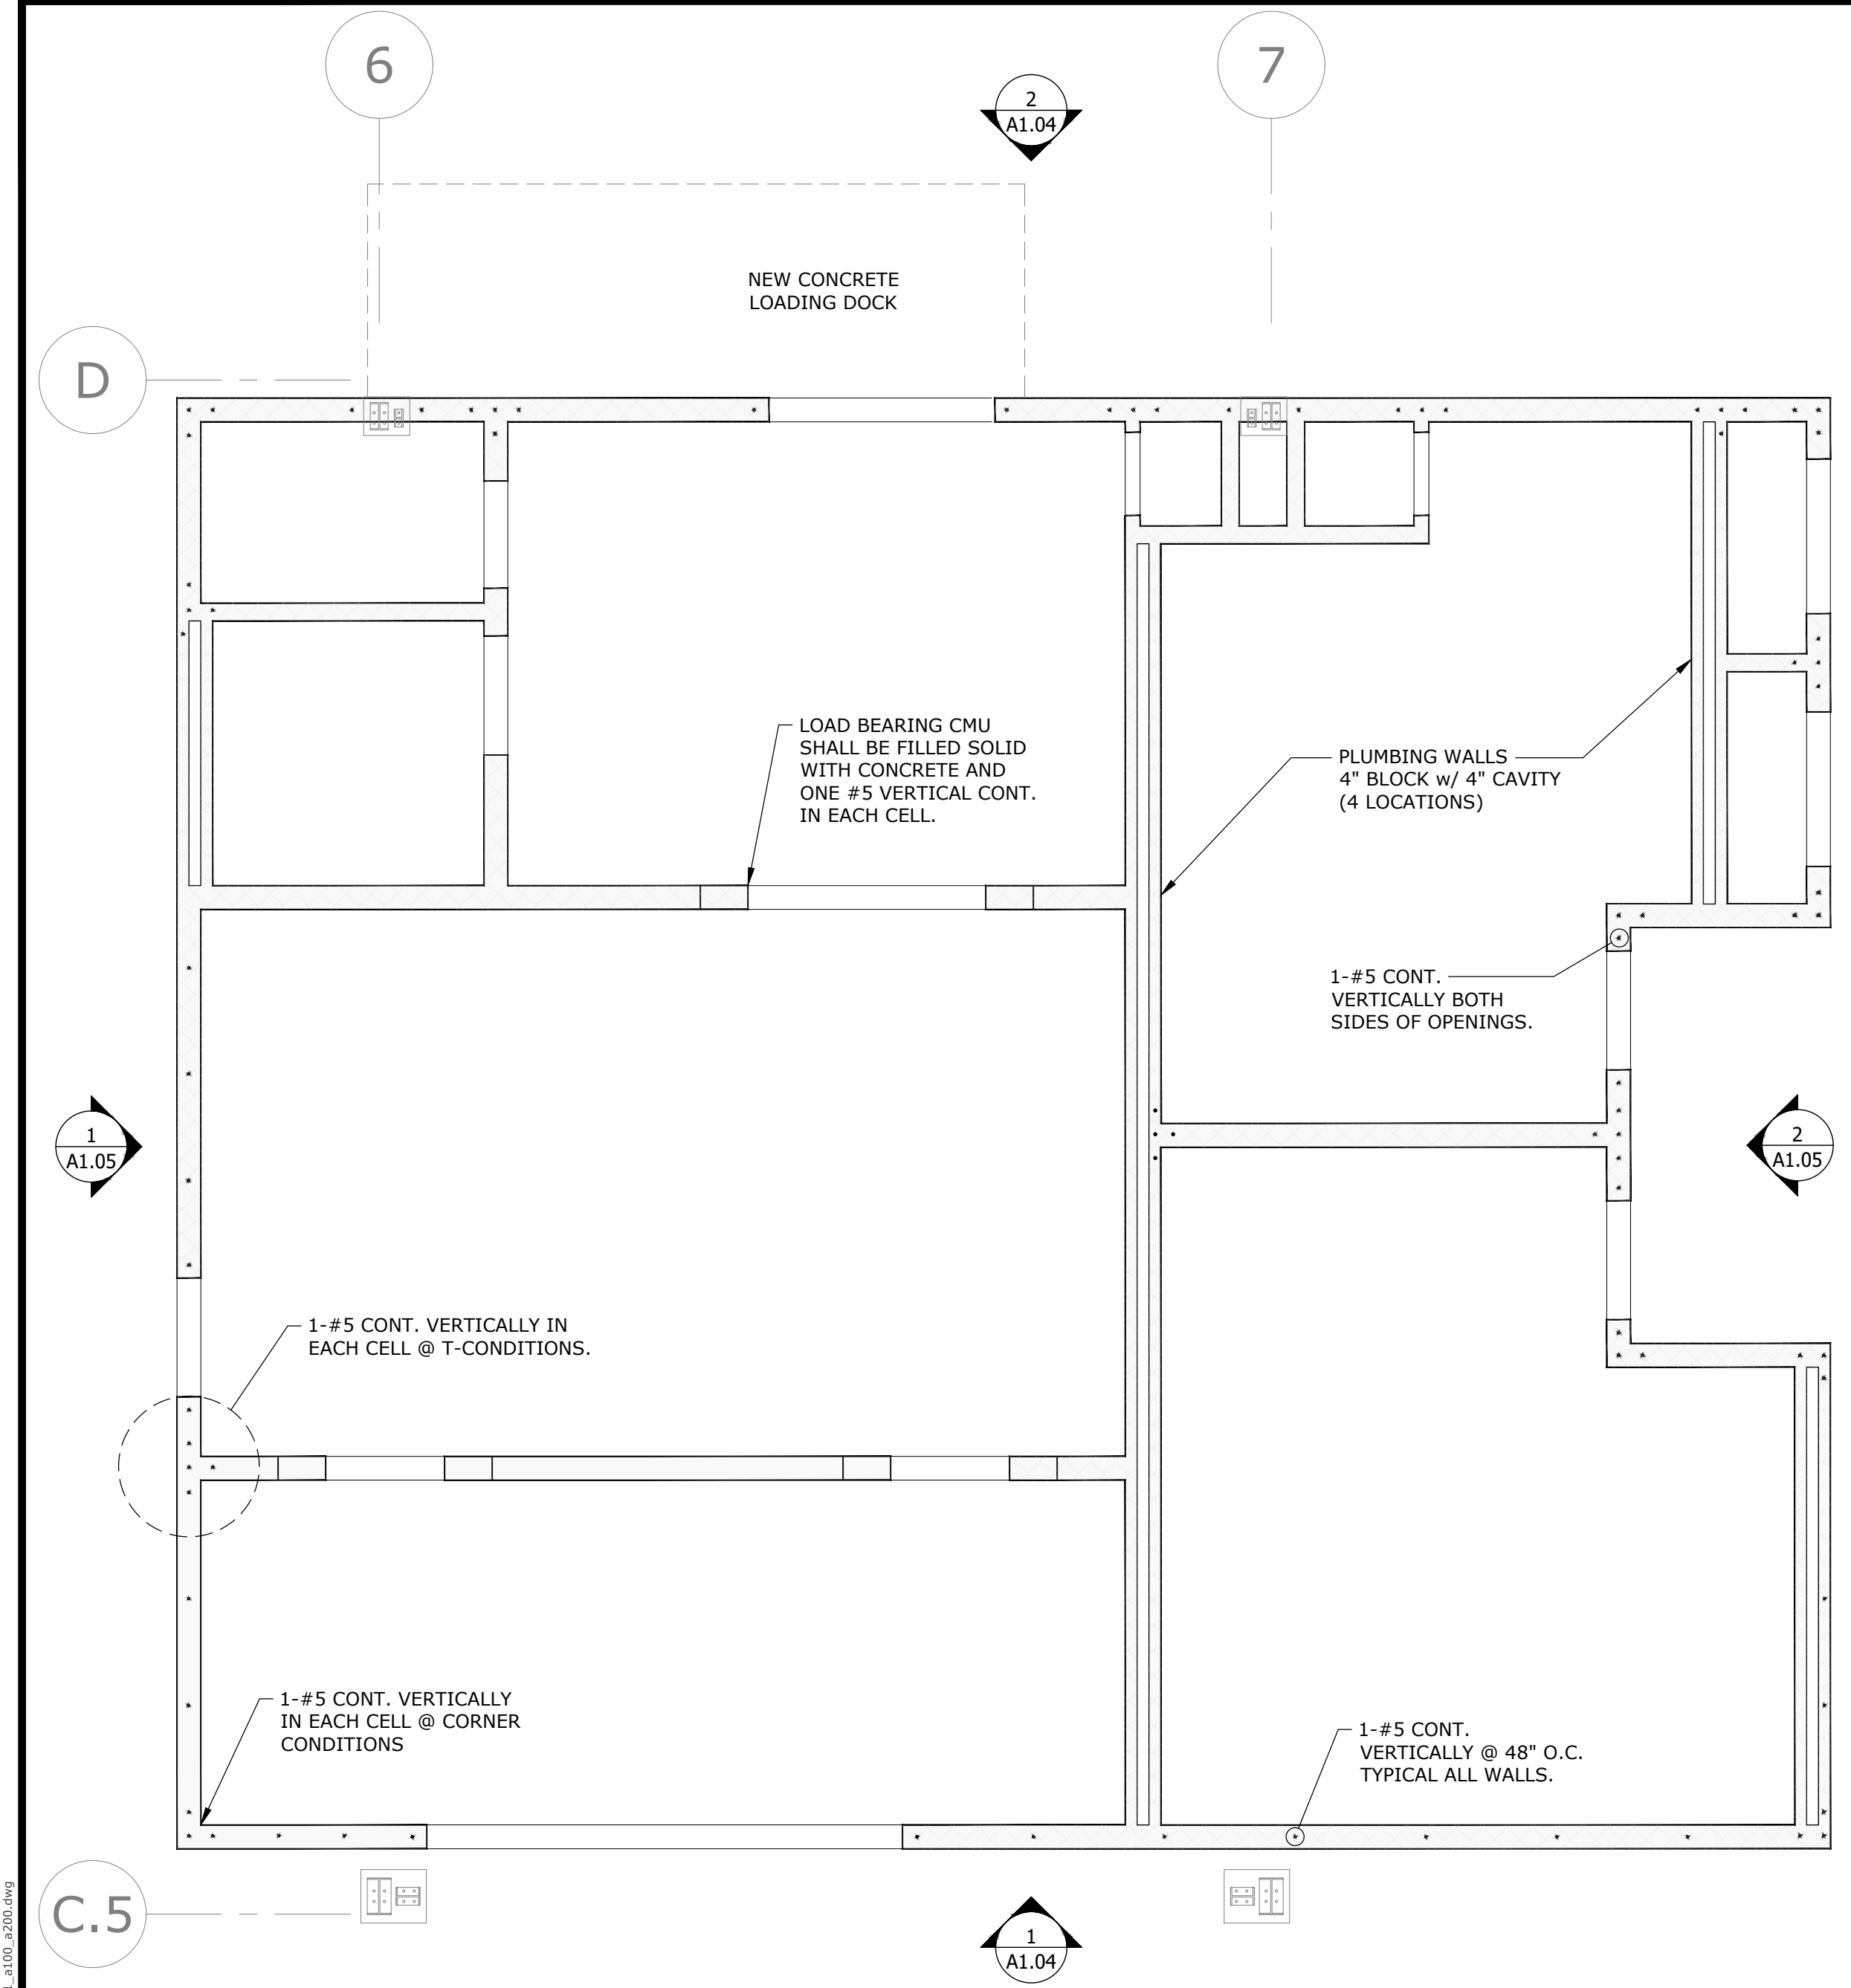 6
7
2
A1.04
NEW CONCRETE
LOADING DOCK
D
LOAD BEARING CMU
SHALL BE FILLED SOLID
WITH CONCRETE AND
ONE #5 VERTICAL CONT.
IN EACH CELL.
PLUMBING WALLS
4" BLOCK w/ 4" CAVITY
(4 LOCATIONS)
1-#5 CONT.
VERTICALLY BOTH
SIDES OF OPENINGS.
1
A1.05
2
A1.05
1-#5 CONT. VERTICALLY IN
EACH CELL @ T-CONDITIONS.
1-#5 CONT. VERTICALLY
IN EACH CELL @ CORNER
CONDITIONS
1-#5 CONT.
VERTICALLY @ 48" O.C.
TYPICAL ALL WALLS.
C.5
1
A1.04
_a100_a200.dwg